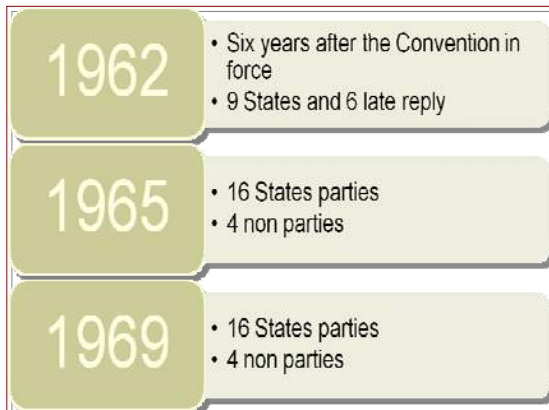 1962
• Six years after the Convention in
force
• 9 States and 6 late reply
1965
• 16 States parties
• 4 non parties
1969
• 16 States parties
• 4 non parties